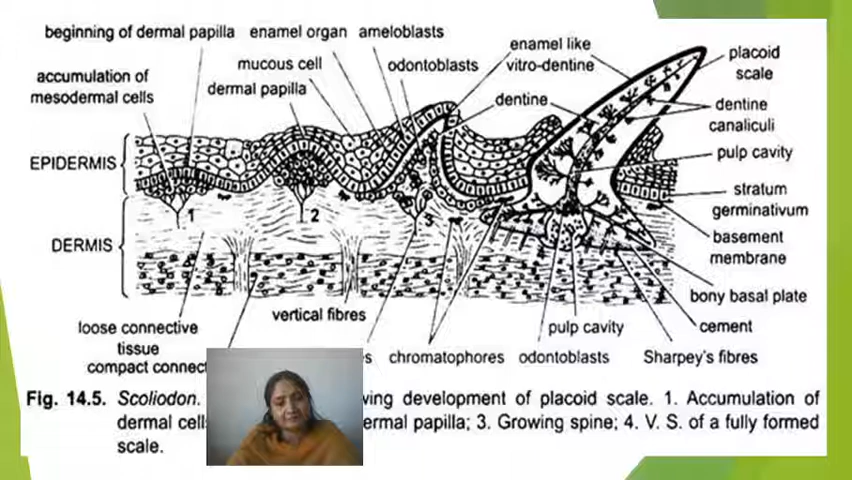 beginning of dermal papilla enamel organ ameloblasts
enamel like
vitro-dentine
placoid
scale
accumulation of
mesodermal cells
mucous cell
dermal papilla
odontoblasts
dentine
dentine
canaliculi
EPIDERMIS
pulp cavity
stratum
germinativum
1
2
3
DERMIS
basement
membrane
bony basal plate
vertical fibres
loose connective
tissue
compact connect
chromatophores
pulp cavity
odontoblasts
cement
Sharpey's fibres
Fig. 14.5. Scoliodon. development of placoid scale. 1. Accumulation of
dermal papilla; 3. Growing spine; 4. V. S. of a fully formed
scale.